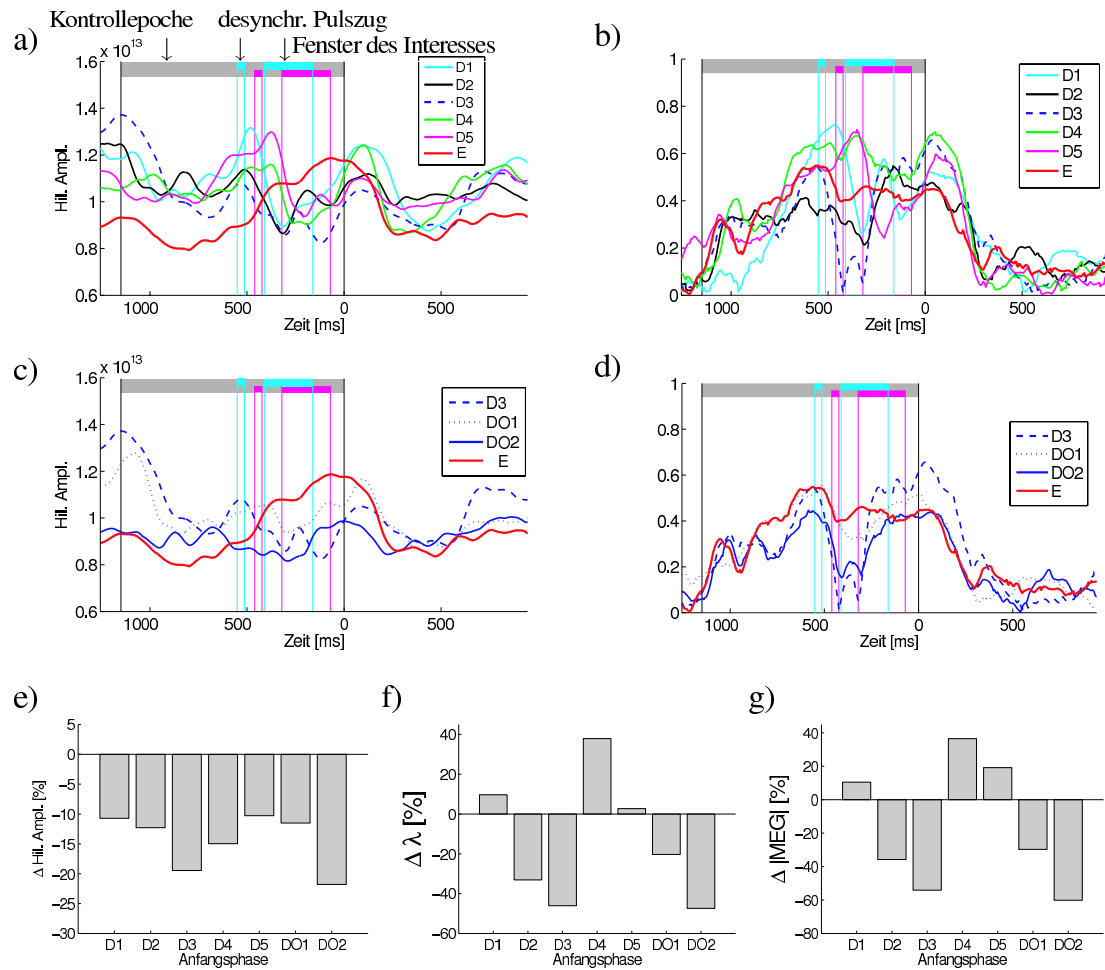 Kontrollepoche desynchr. Pulszug
a) Fenster des Interesses b)
x 10^13
1.6
1.4
1.2
1
0.8
0.6
Hil. Ampl.
1000 500 0 500
Zeit [ms]
D1
D2
D3
D4
D5
E
1
0.8
0.6
0.4
0.2
0
1000 500 0 500
Zeit [ms]
D1
D2
D3
D4
D5
E
c) d)
x 10^13
1.6
1.4
1.2
1
0.8
0.6
Hil. Ampl.
1000 500 0 500
Zeit [ms]
D3
DO1
DO2
E
1
0.8
0.6
0.4
0.2
0
1000 500 0 500
Zeit [ms]
D3
DO1
DO2
E
e) f) g)
5
0
−5
−10
−15
−20
−25
−30
Δ Hil. Ampl. [%]
D1 D2 D3 D4 D5 DO1 DO2
Anfangsphase
40
20
0
−20
−40
−60
Δ λ [%]
D1 D2 D3 D4 D5 DO1 DO2
Anfangsphase
40
20
0
−20
−40
−60
−80
Δ |MEG| [%]
D1 D2 D3 D4 D5 DO1 DO2
Anfangsphase